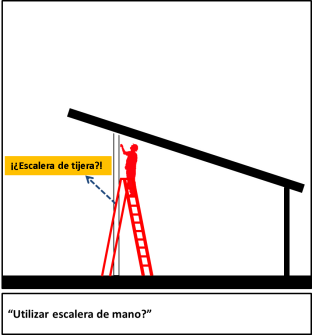 ¡¿Escalera de tijera?!
“Utilizar escalera de mano?”